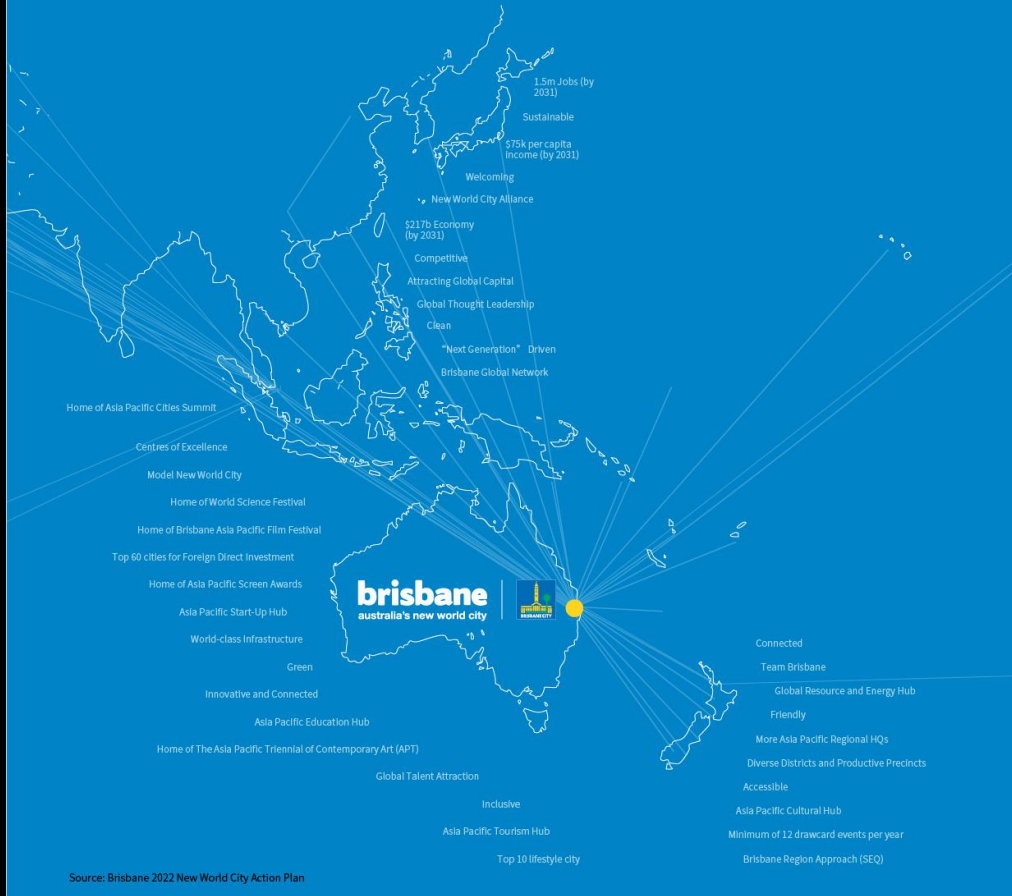 1.5m Jobs (by
2031)
Sustainable
$75k per capita
income (by 2031)
Welcoming
New World City Alliance
$217b Economy
(by 2031)
Competitive
Attracting Global Capital
Global Thought Leadership
Clean
“Next Generation” Driven
Brisbane Global Network
Home of Asia Pacific Cities Summit
Centres of Excellence
Model New World City
Home of World Science Festival
Home of Brisbane Asia Pacific Film Festival
Top 60 cities for Foreign Direct Investment
Home of Asia Pacific Screen Awards
Asia Pacific Start-Up Hub
World-class Infrastructure
Green
Innovative and Connected
Asia Pacific Education Hub
Home of The Asia Pacific Triennial of Contemporary Art (APT)
Global Talent Attraction
Inclusive
Asia Pacific Tourism Hub
Top 10 lifestyle city
brisbane
australia's new world city
BRISBANE CITY
Connected
Team Brisbane
Global Resource and Energy Hub
Friendly
More Asia Pacific Regional HQs
Diverse Districts and Productive Precincts
Accessible
Asia Pacific Cultural Hub
Minimum of 12 drawcard events per year
Brisbane Region Approach (SEQ)
Source: Brisbane 2022 New World City Action Plan